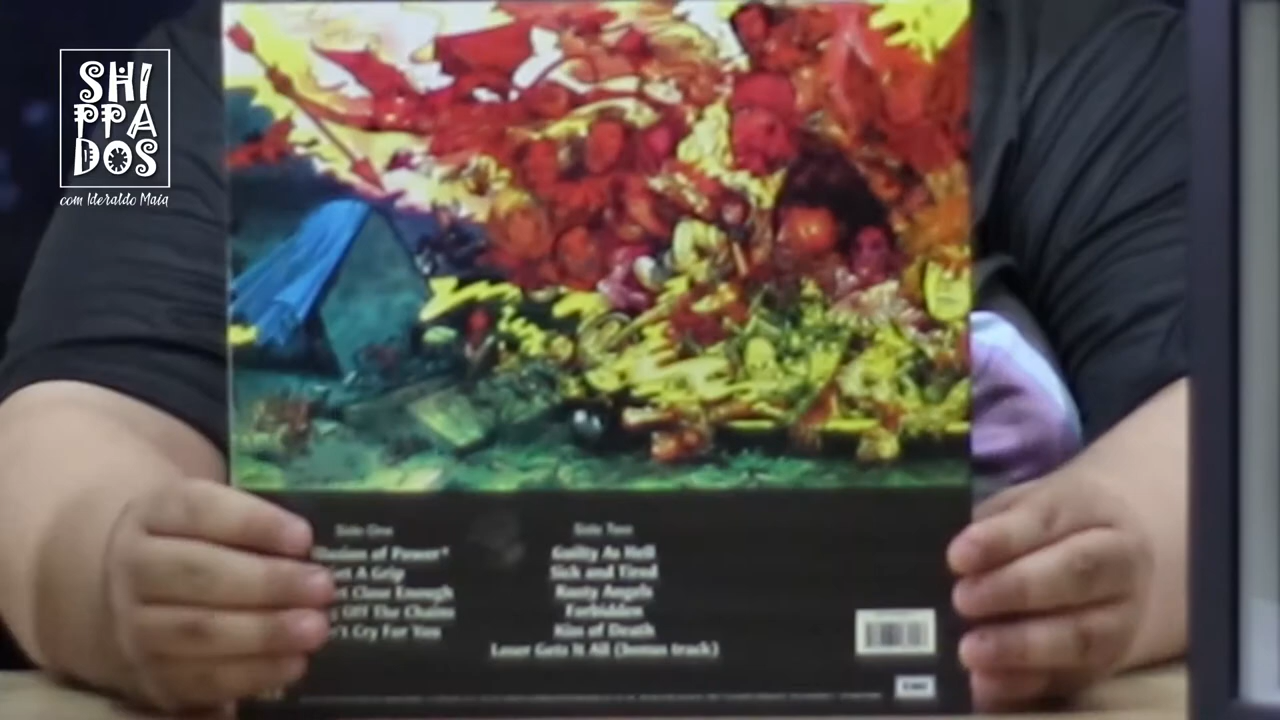 SHI
PPA
DOS
com Ideraldo Maia
Side One
Illusion of Power*
Get A Grip
t Close Enough
Off The Chains
't Cry For You
Side Two
Guilty As Hell
Sick and Tired
Rusty Angels
Forbidden
Kiss of Death
Loser Gets It All (bonus track)
EMI